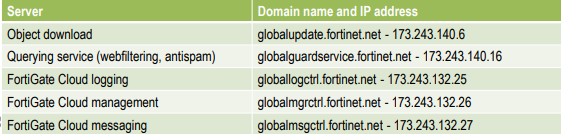 Server Domain name and IP address
Object download globalupdate.fortinet.net - 173.243.140.6
Querying service (webfiltering, antispam) globalguardservice.fortinet.net - 173.243.140.16
FortiGate Cloud logging globallogctrl.fortinet.net - 173.243.132.25
FortiGate Cloud management globalmgrctrl.fortinet.net - 173.243.132.26
FortiGate Cloud messaging globalmsgctrl.fortinet.net - 173.243.132.27